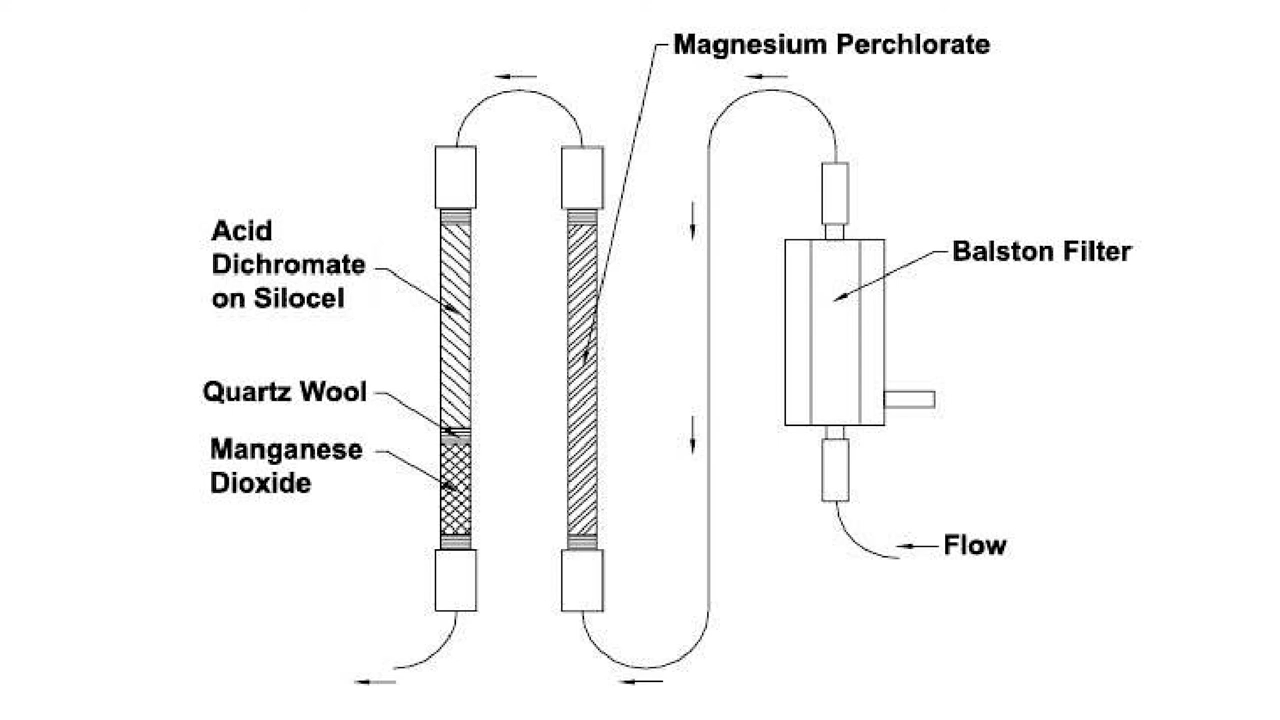 Magnesium Perchlorate
Acid
Dichromate
on Silocel
Balston Filter
Quartz Wool
Manganese
Dioxide
Flow